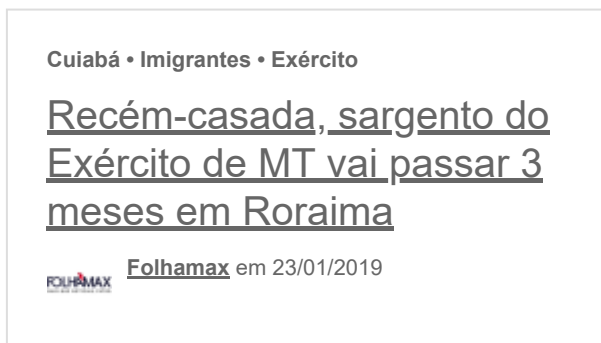 Cuiabá • Imigrantes • Exército
Recém-casada, sargento do
Exército de MT vai passar 3
meses em Roraima
FOLHAMAX
Folhamax em 23/01/2019